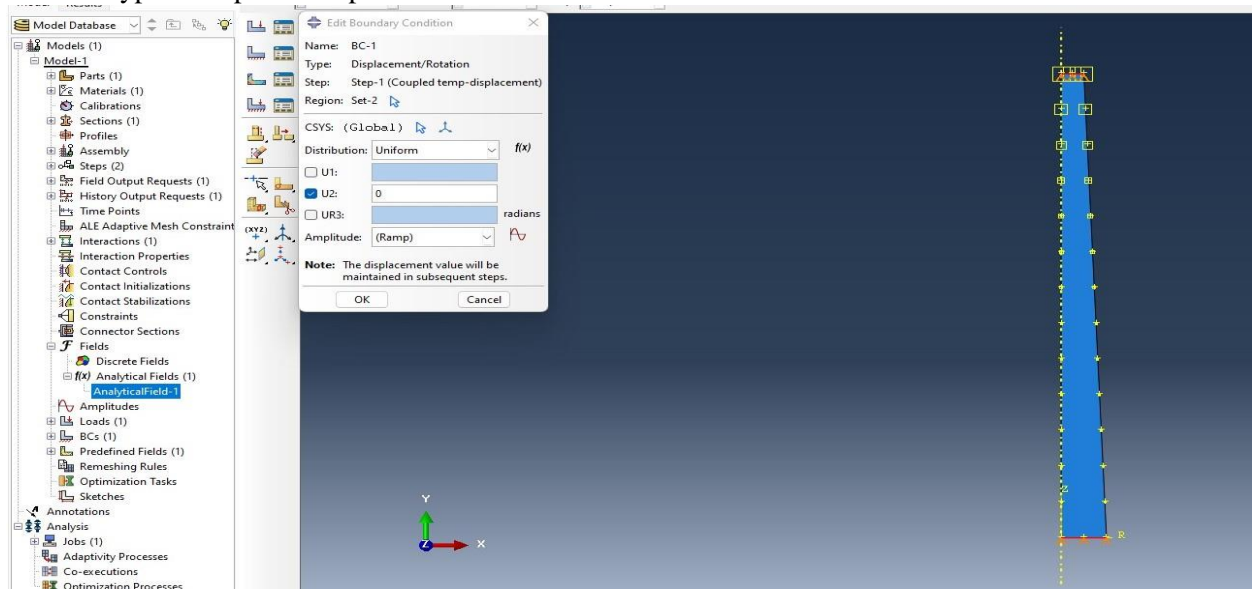 Model Results
Model Database
Models (1)
Model-1
Parts (1)
Materials (1)
Calibrations
Sections (1)
Profiles
Assembly
Steps (2)
Field Output Requests (1)
History Output Requests (1)
Time Points
ALE Adaptive Mesh Constraint
Interactions (1)
Interaction Properties
Contact Controls
Contact Initializations
Contact Stabilizations
Constraints
Connector Sections
F Fields
Discrete Fields
f(x) Analytical Fields (1)
AnalyticalField-1
Amplitudes
Loads (1)
BCs (1)
Predefined Fields (1)
Remeshing Rules
Optimization Tasks
Sketches
Annotations
Analysis
Jobs (1)
Adaptivity Processes
Co-executions
Optimization Processes
(XYZ)
Edit Boundary Condition
Name: BC-1
Type: Displacement/Rotation
Step: Step-1 (Coupled temp-displacement)
Region: Set-2
CSYS: (Global)
Distribution: Uniform f(x)
U1:
U2: 0
UR3: radians
Amplitude: (Ramp)
Note: The displacement value will be
maintained in subsequent steps.
OK Cancel
Y
Z X
Z
R